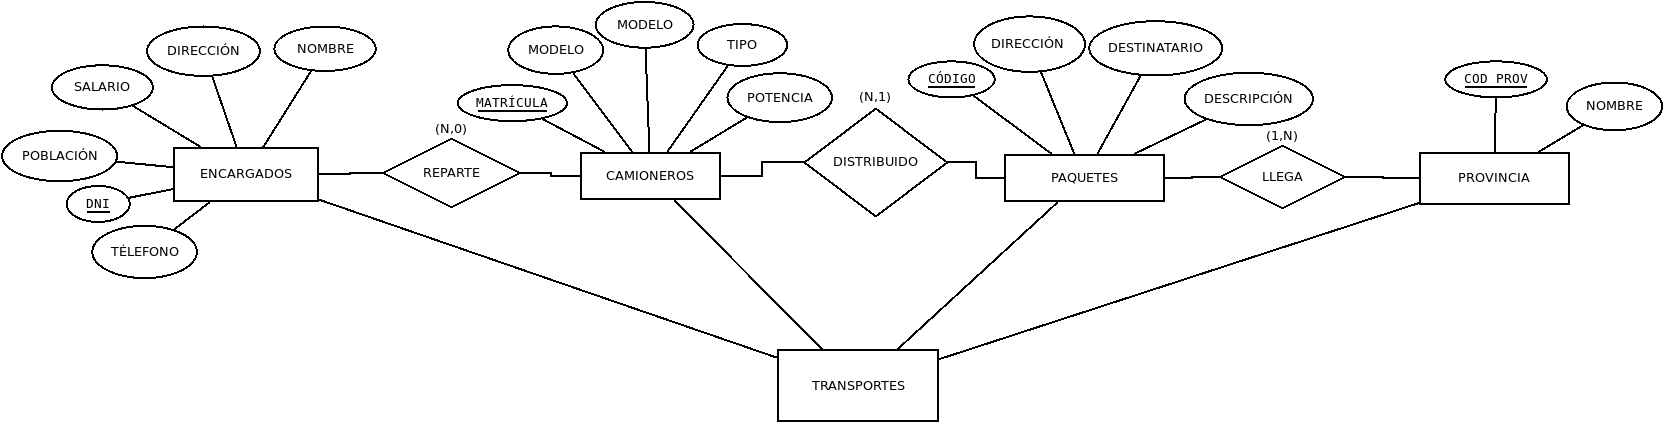 MODELO
DIRECCIÓN
NOMBRE
MODELO
TIPO
DIRECCIÓN
DESTINATARIO
SALARIO
MATRÍCULA
POTENCIA
(N,1)
CÓDIGO
DESCRIPCIÓN
COD PROV
NOMBRE
POBLACIÓN
(N,0)
(1,N)
ENCARGADOS
REPARTE
CAMIONEROS
DISTRIBUIDO
PAQUETES
LLEGA
PROVINCIA
DNI
TÉLEFONO
TRANSPORTES